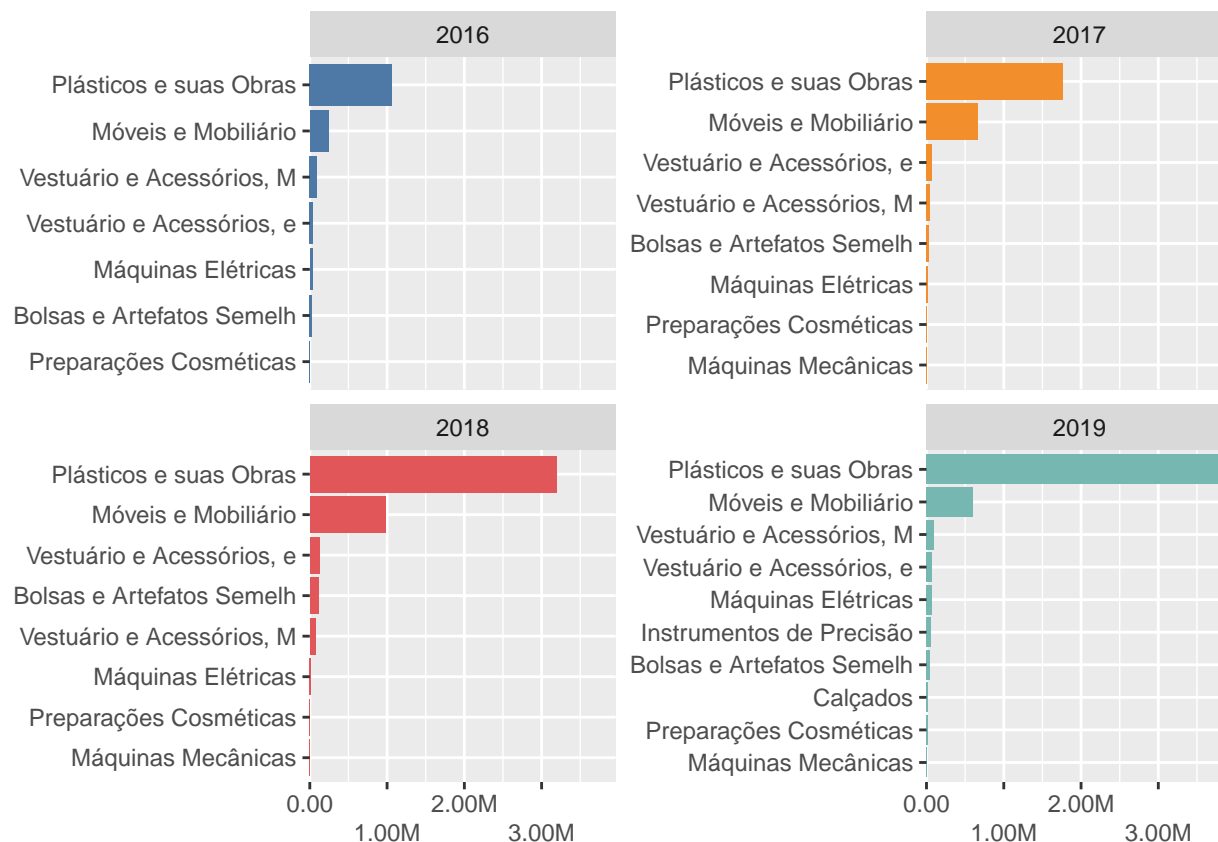 2016
Plásticos e suas Obras
Móveis e Mobiliário
Vestuário e Acessórios, M
Vestuário e Acessórios, e
Máquinas Elétricas
Bolsas e Artefatos Semelh
Preparações Cosméticas
2017
Plásticos e suas Obras
Móveis e Mobiliário
Vestuário e Acessórios, e
Vestuário e Acessórios, M
Bolsas e Artefatos Semelh
Máquinas Elétricas
Preparações Cosméticas
Máquinas Mecânicas
2018
Plásticos e suas Obras
Móveis e Mobiliário
Vestuário e Acessórios, e
Bolsas e Artefatos Semelh
Vestuário e Acessórios, M
Máquinas Elétricas
Preparações Cosméticas
Máquinas Mecânicas
0.00 2.00M
1.00M 3.00M
2019
Plásticos e suas Obras
Móveis e Mobiliário
Vestuário e Acessórios, M
Vestuário e Acessórios, e
Máquinas Elétricas
Instrumentos de Precisão
Bolsas e Artefatos Semelh
Calçados
Preparações Cosméticas
Máquinas Mecânicas
0.00 2.00M
1.00M 3.00M